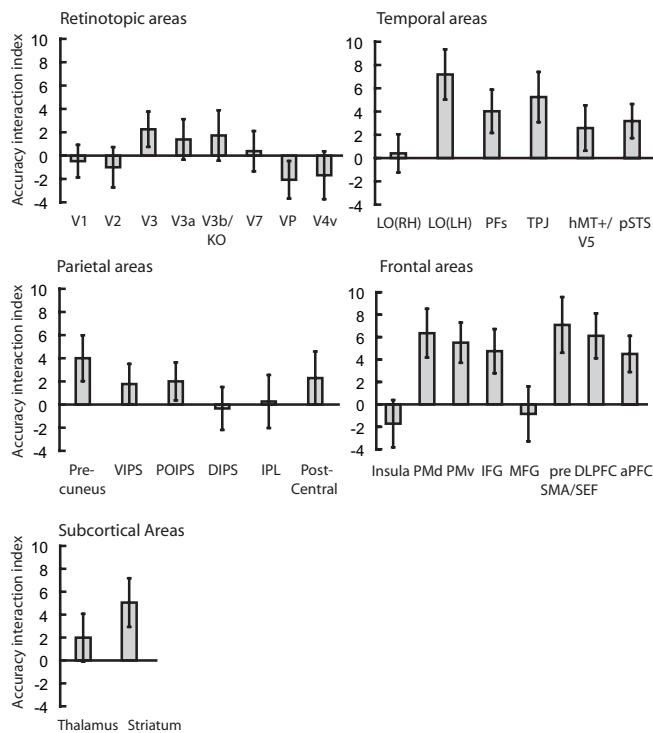 Retinotopic areas
Accuracy interaction index
10
8
6
4
2
0
-2
-4
V1 V2 V3 V3a V3b/ V7 VP V4v
KO
Temporal areas
10
8
6
4
2
0
-2
-4
LO(RH) LO(LH) PFs TPJ hMT+/ pSTS
V5
Parietal areas
Accuracy interaction index
10
8
6
4
2
0
-2
-4
Pre- VIPS POIPS DIPS IPL Post-
cuneus Central
Frontal areas
10
8
6
4
2
0
-2
-4
Insula PMd PMv IFG MFG pre DLPFC aPFC
SMA/SEF
Subcortical Areas
Accuracy interaction index
10
8
6
4
2
0
-2
-4
Thalamus Striatum